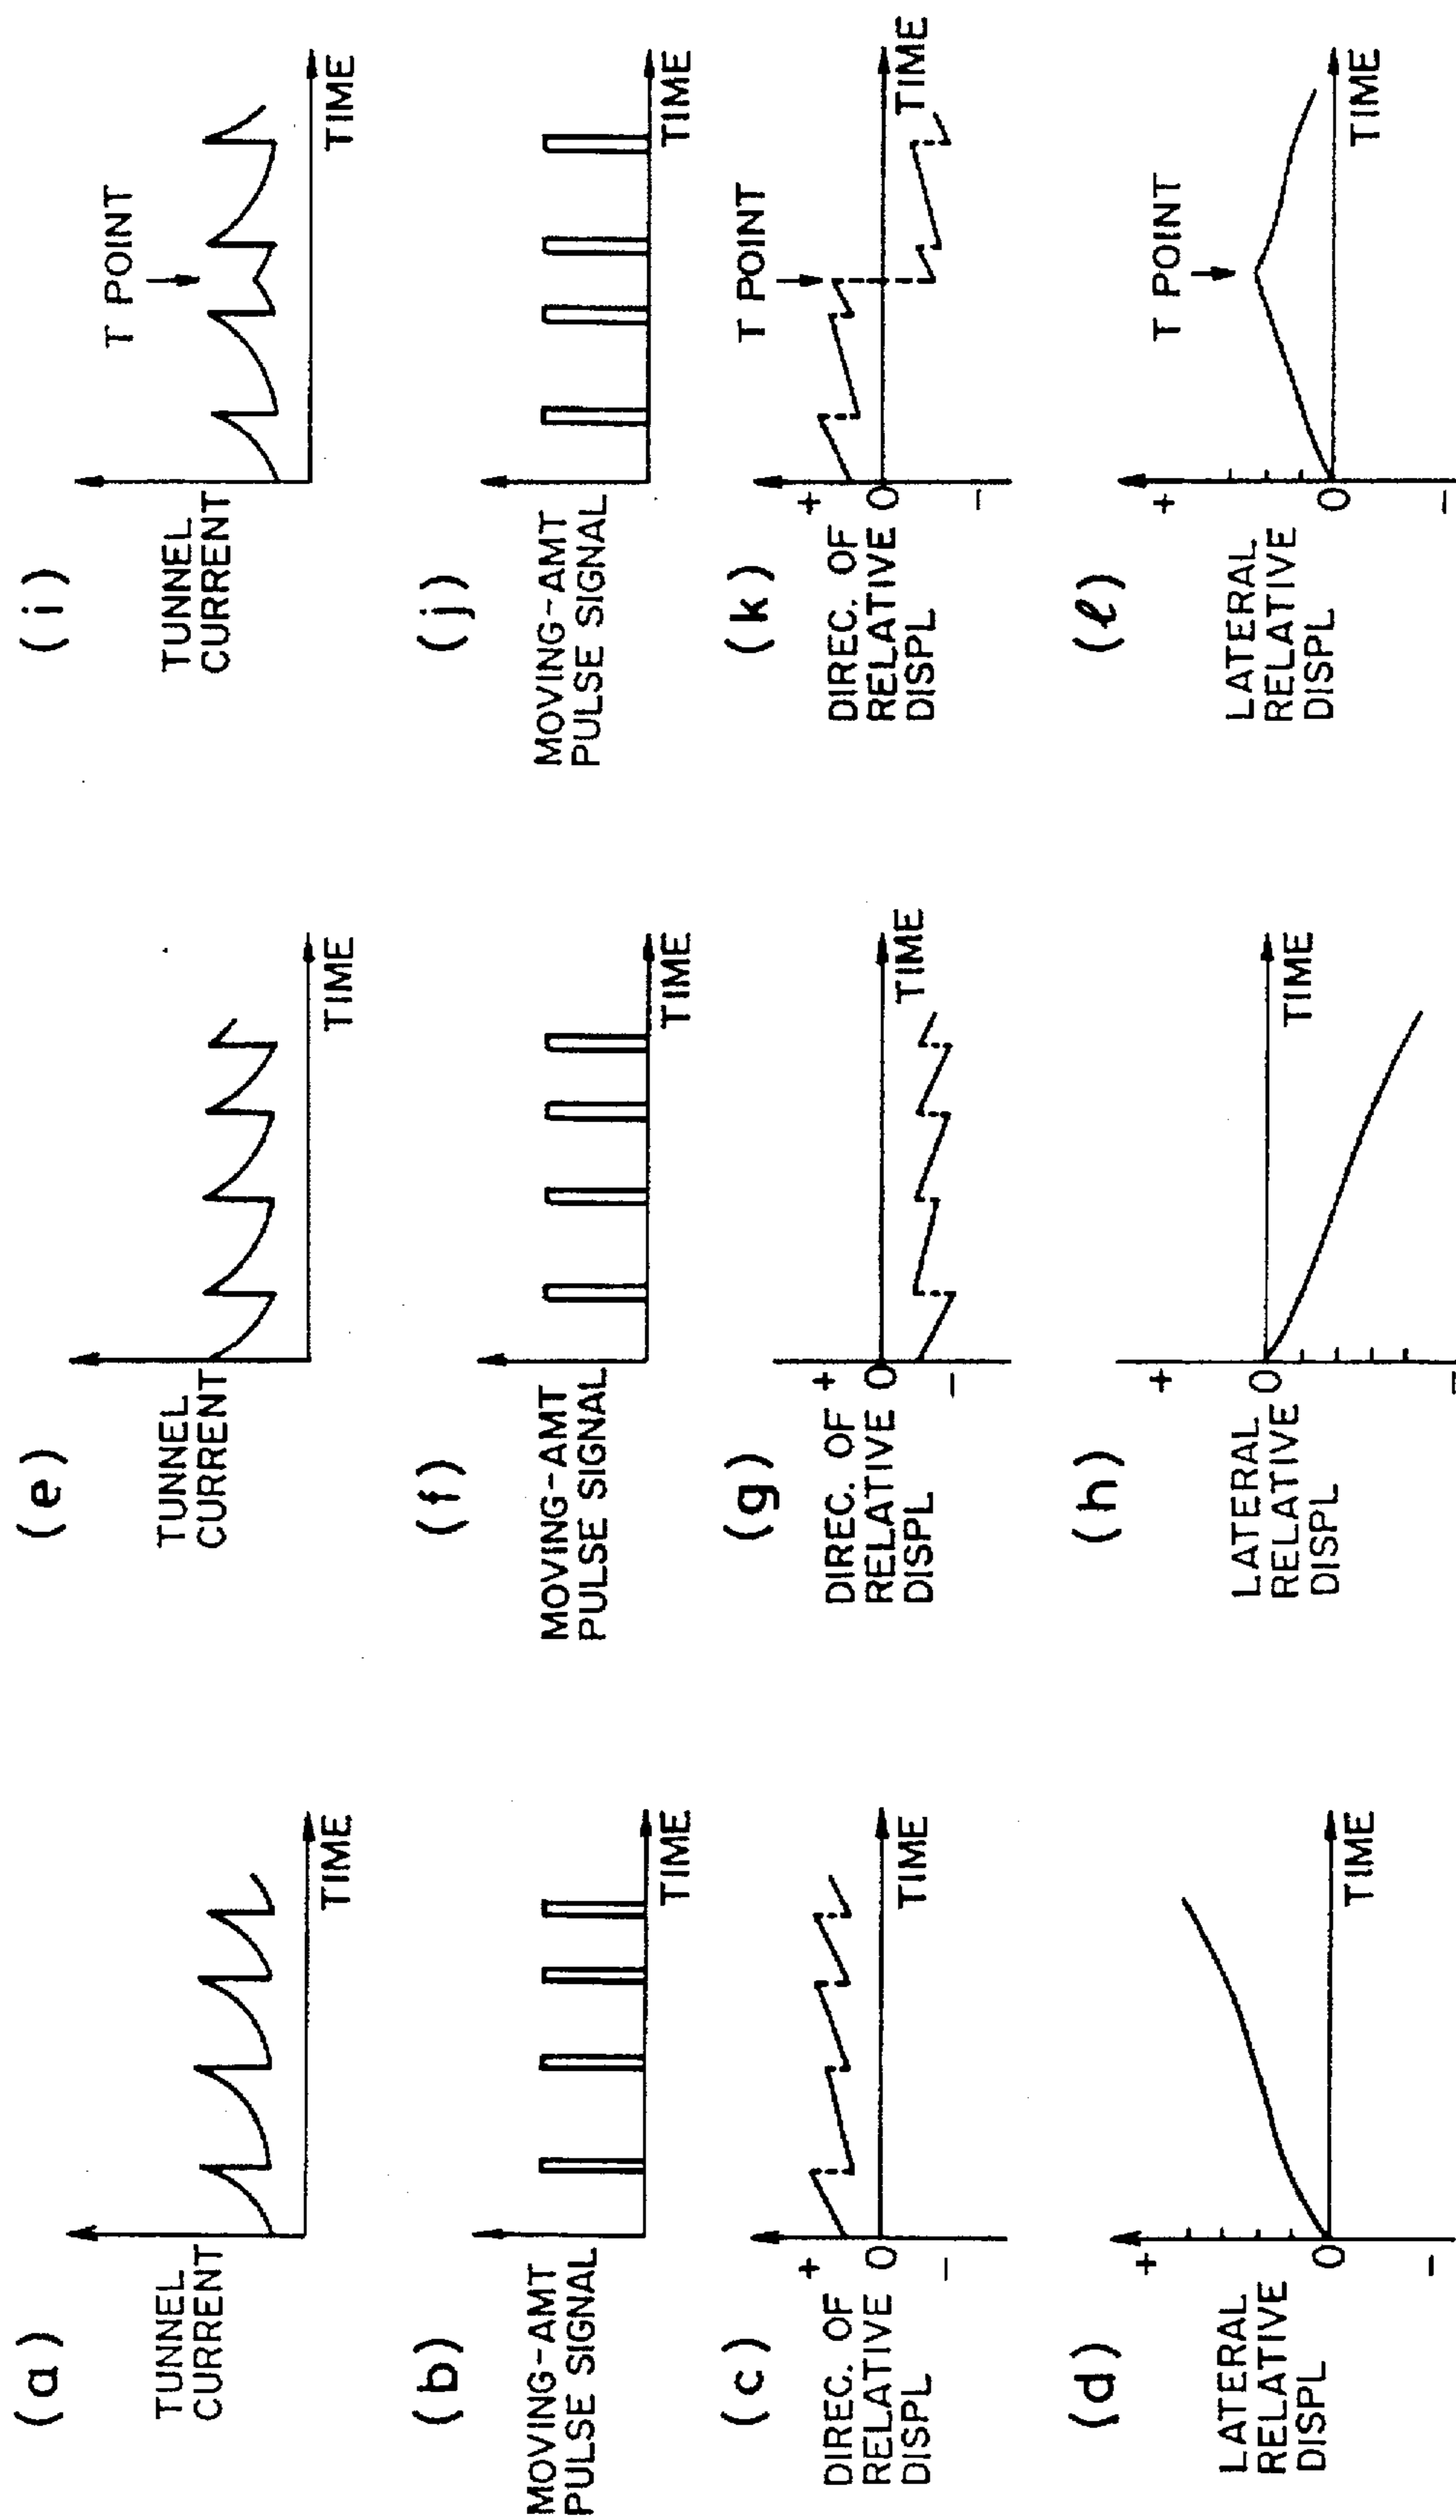 (a)
TUNNEL
CURRENT
TIME
(b)
MOVING-AMT
PULSE SIGNAL
TIME
(c)
DIREC. OF
RELATIVE
DISPL
+
0
−
TIME
(d)
LATERAL
RELATIVE
DISPL
+
0
−
TIME
(e)
TUNNEL
CURRENT
TIME
(f)
MOVING-AMT
PULSE SIGNAL
TIME
(g)
DIREC. OF
RELATIVE
DISPL
+
0
−
TIME
(h)
LATERAL
RELATIVE
DISPL
+
0
−
TIME
(i)
TUNNEL
CURRENT
T POINT
TIME
(j)
MOVING-AMT
PULSE SIGNAL
TIME
(k)
DIREC. OF
RELATIVE
DISPL
+
0
−
T POINT
TIME
(ℓ)
LATERAL
RELATIVE
DISPL
+
0
−
T POINT
TIME